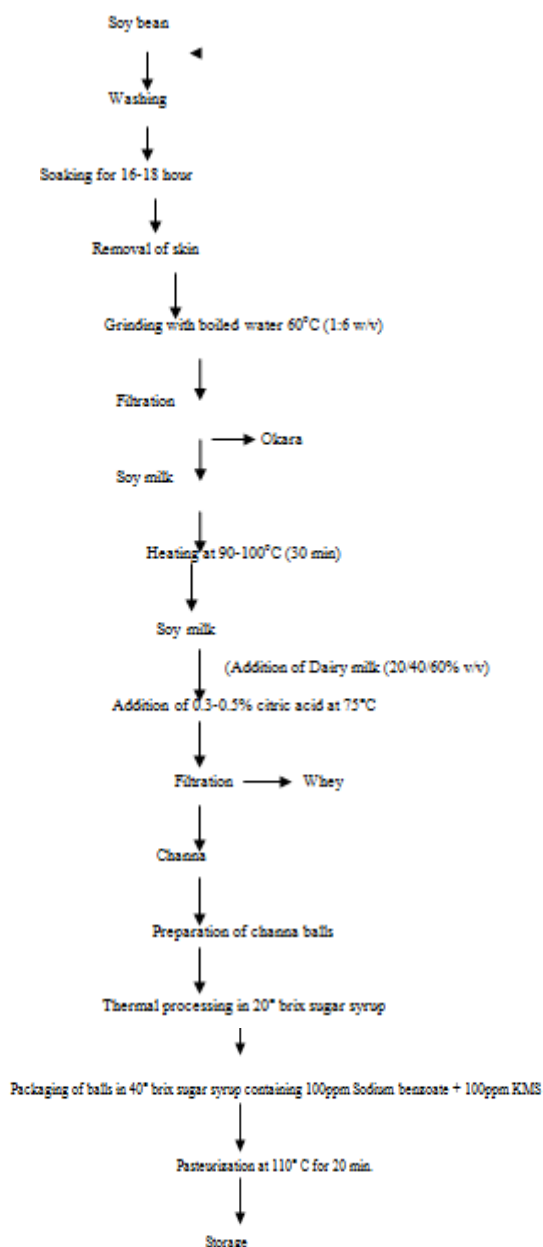 Soy bean
Washing
Soaking for 16-18 hour
Removal of skin
Grinding with boiled water 60°C (1:6 w/v)
Filtration
Okara
Soy milk
Heating at 90-100°C (30 min)
Soy milk
(Addition of Dairy milk (20/40/60% v/v)
Addition of 0.3-0.5% citric acid at 75°C
Filtration Whey
Channa
Preparation of channa balls
Thermal processing in 20° brix sugar syrup
Packaging of balls in 40° brix sugar syrup containing 100ppm Sodium benzoate + 100ppm KMS
Pasteurization at 110° C for 20 min.
Storage